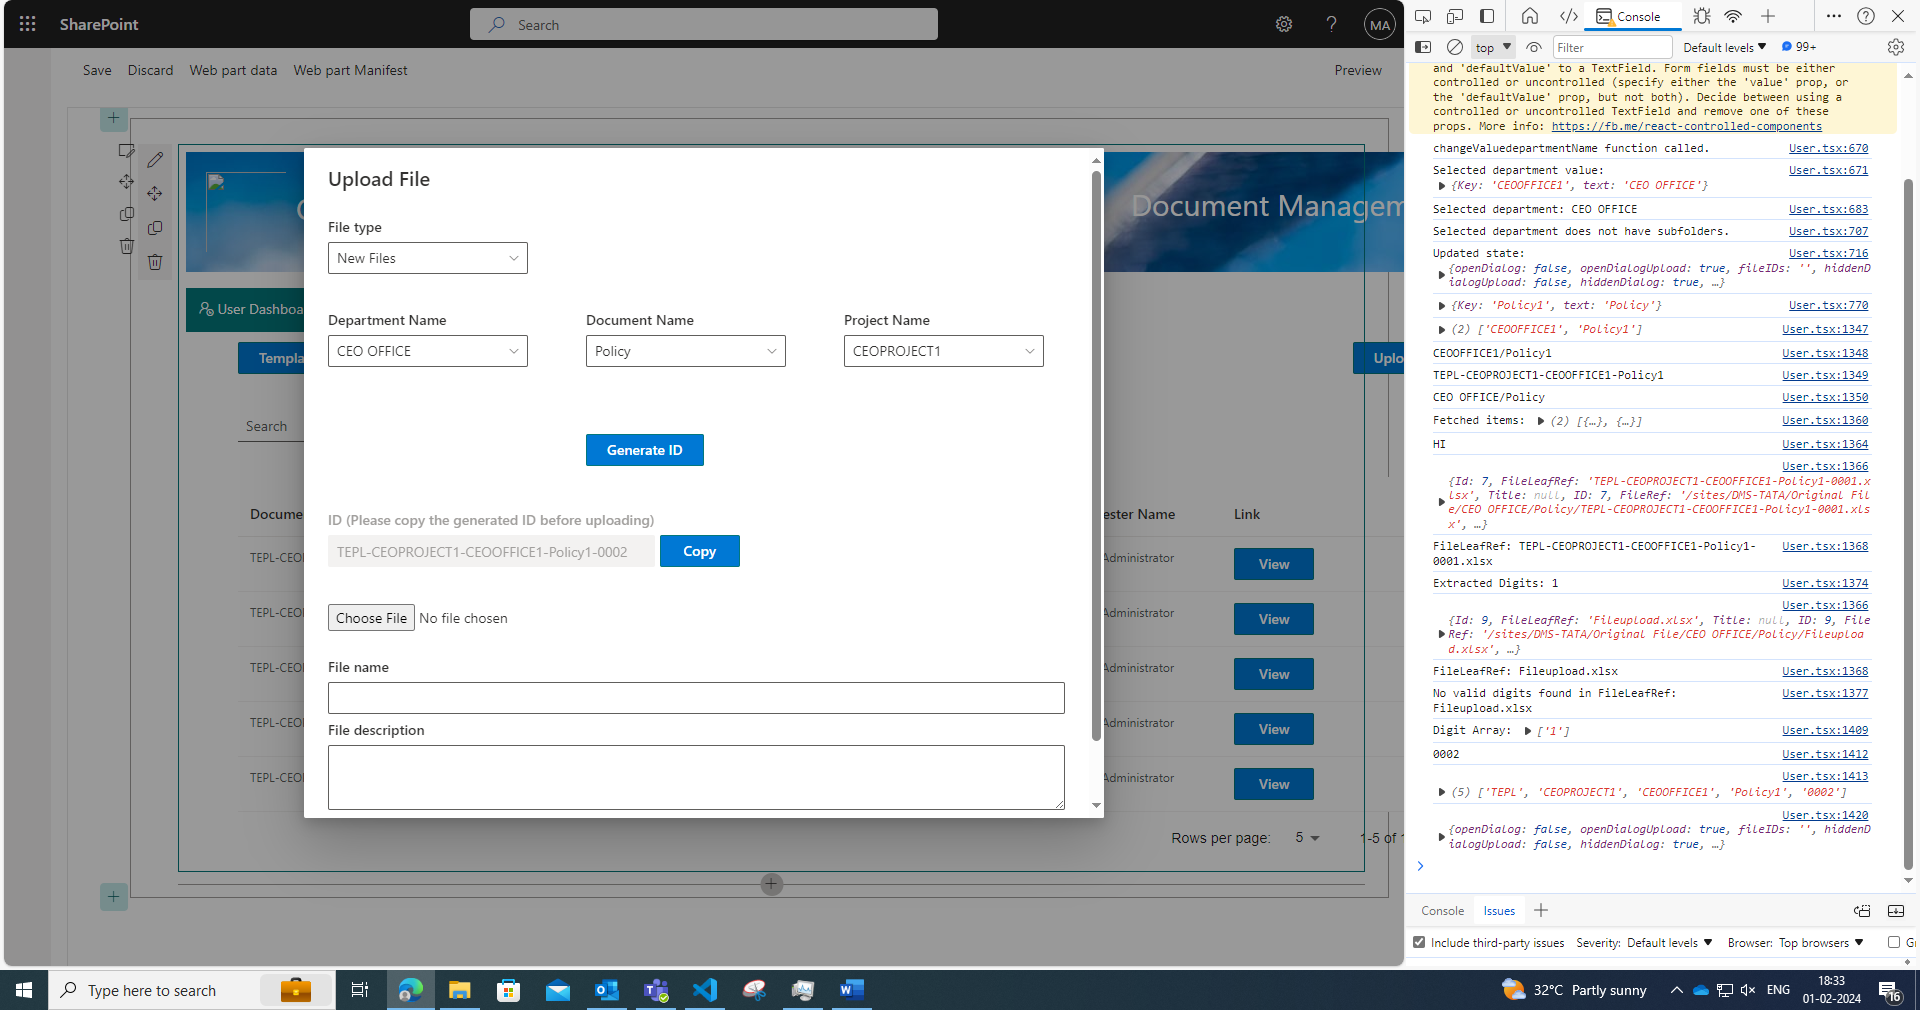 SharePoint
Search
MA
Save
Discard
Web part data
Web part Manifest
Preview
Document Managem
User Dashboa
Templa
Uplo
Search
Docume
ester Name
Link
TEPL-CEO
Administrator
View
TEPL-CEO
Administrator
View
TEPL-CEO
Administrator
View
TEPL-CEO
Administrator
View
TEPL-CEO
Administrator
View
Rows per page:
5
1-5 of
Upload File
File type
New Files
Department Name
Document Name
Project Name
CEO OFFICE
Policy
CEOPROJECT1
Generate ID
ID (Please copy the generated ID before uploading)
TEPL-CEOPROJECT1-CEOOFFICE1-Policy1-0002
Copy
Choose File No file chosen
File name
File description
Console
top
Filter
Default levels
99+
and 'defaultValue' to a TextField. Form fields must be either
controlled or uncontrolled (specify either the 'value' prop, or
the 'defaultValue' prop, but not both). Decide between using a
controlled or uncontrolled TextField and remove one of these
props. More info: https://fb.me/react-controlled-components
changeValuedepartmentName function called. User.tsx:670
Selected department value: User.tsx:671
{Key: 'CEOOFFICE1', text: 'CEO OFFICE'}
Selected department: CEO OFFICE User.tsx:683
Selected department does not have subfolders. User.tsx:707
Updated state: User.tsx:716
{openDialog: false, openDialogUpload: true, fileIDs: '', hiddenD
ialogUpload: false, hiddenDialog: true, …}
{Key: 'Policy1', text: 'Policy'} User.tsx:770
(2) ['CEOOFFICE1', 'Policy1'] User.tsx:1347
CEOOFFICE1/Policy1 User.tsx:1348
TEPL-CEOPROJECT1-CEOOFFICE1-Policy1 User.tsx:1349
CEO OFFICE/Policy User.tsx:1350
Fetched items: (2) [{…}, {…}] User.tsx:1360
HI User.tsx:1364
User.tsx:1366
{Id: 7, FileLeafRef: 'TEPL-CEOPROJECT1-CEOOFFICE1-Policy1-0001.x
lsx', Title: null, ID: 7, FileRef: '/sites/DMS-TATA/Original Fil
e/CEO OFFICE/Policy/TEPL-CEOPROJECT1-CEOOFFICE1-Policy1-0001.xls
x', …}
FileLeafRef: TEPL-CEOPROJECT1-CEOOFFICE1-Policy1- User.tsx:1368
0001.xlsx
Extracted Digits: 1 User.tsx:1374
User.tsx:1366
{Id: 9, FileLeafRef: 'Fileupload.xlsx', Title: null, ID: 9, File
Ref: '/sites/DMS-TATA/Original File/CEO OFFICE/Policy/Fileuploa
d.xlsx', …}
FileLeafRef: Fileupload.xlsx User.tsx:1368
No valid digits found in FileLeafRef: User.tsx:1377
Fileupload.xlsx
Digit Array: ['1'] User.tsx:1409
0002 User.tsx:1412
User.tsx:1413
(5) ['TEPL', 'CEOPROJECT1', 'CEOOFFICE1', 'Policy1', '0002']
User.tsx:1420
{openDialog: false, openDialogUpload: true, fileIDs: '', hiddenD
ialogUpload: false, hiddenDialog: true, …}
Console
Issues
Include third-party issues
Severity: Default levels
Browser: Top browsers
Type here to search
32°C Partly sunny
ENG
18:33
01-02-2024
16